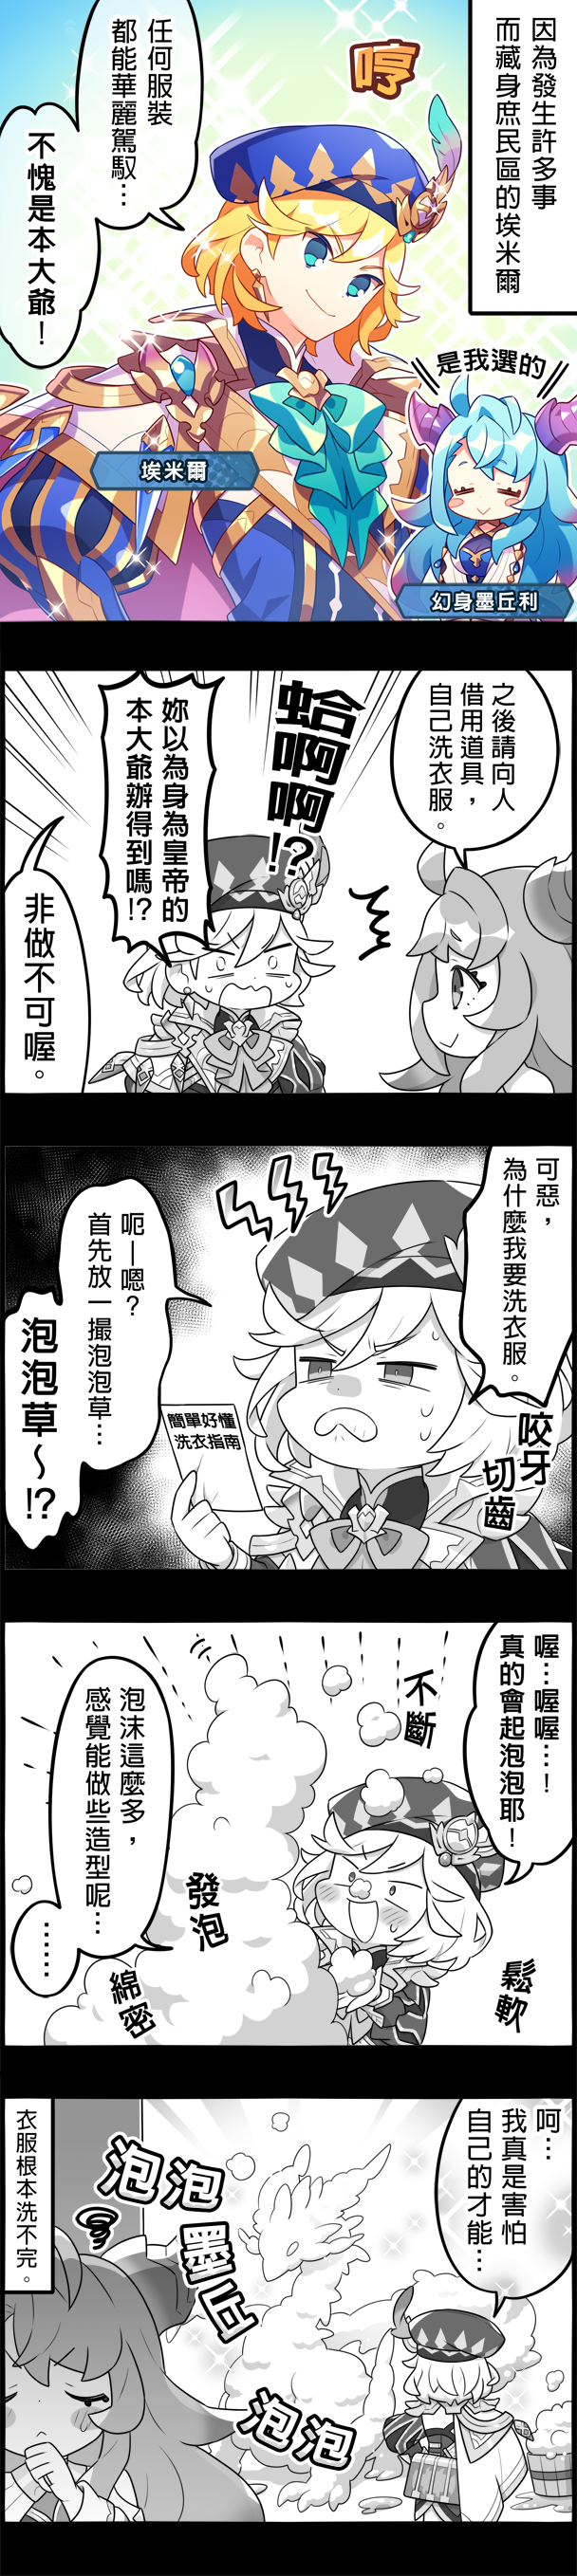 因為發生許多事
而藏身庶民區的埃米爾
哼
任何服裝
都能華麗駕馭…
不愧是本大爺！
是我選的
埃米爾
幻身墨丘利
之後請向人
借用道具，
自己洗衣服。
蛤啊啊!?
妳以為身為皇帝的
本大爺辦得到嗎!?
非做不可喔。
可惡，
為什麼我要洗衣服。
咬牙
切齒
簡單好懂
洗衣指南
呃—嗯？
首先放一撮泡泡草…
泡泡草～!?
喔…喔喔…！
真的會起泡泡耶！
不斷
鬆軟
泡沫這麼多，
感覺能做些造型呢…
……
發泡
綿密
呵…
我真是害怕
自己的才能…
泡泡
墨丘
泡泡
衣服根本洗不完。